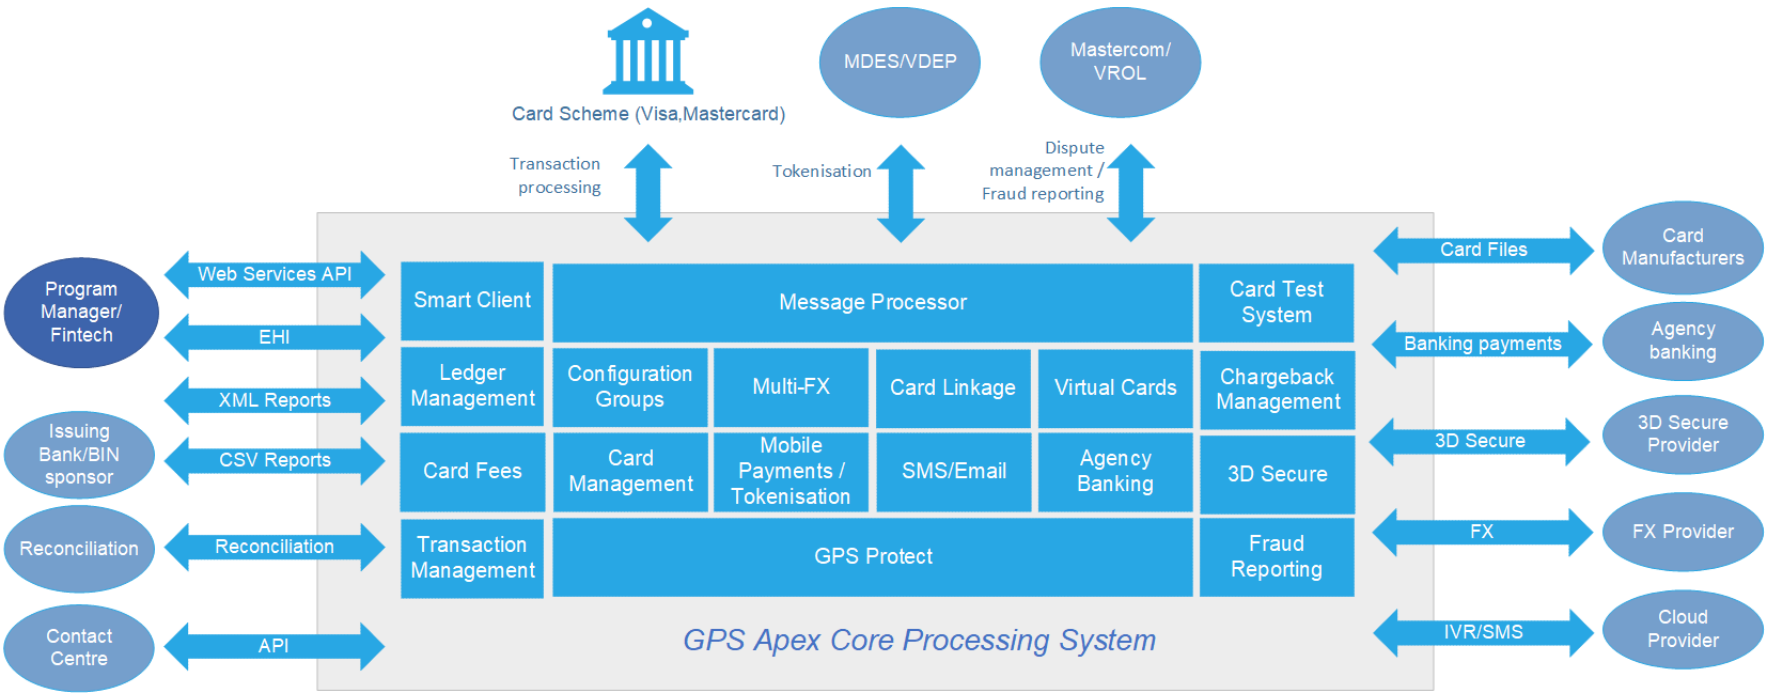 Card Scheme (Visa,Mastercard)
MDES/VDEP
Mastercom/
VROL
Transaction
processing
Tokenisation
Dispute
management /
Fraud reporting
Program
Manager/
Fintech
Issuing
Bank/BIN
sponsor
Reconciliation
Contact
Centre
Web Services API
EHI
XML Reports
CSV Reports
Reconciliation
API
Smart Client
Message Processor
Card Test
System
Ledger
Management
Configuration
Groups
Multi-FX
Card Linkage
Virtual Cards
Chargeback
Management
Card Fees
Card
Management
Mobile
Payments /
Tokenisation
SMS/Email
Agency
Banking
3D Secure
Transaction
Management
GPS Protect
Fraud
Reporting
GPS Apex Core Processing System
Card Files
Banking payments
3D Secure
FX
IVR/SMS
Card
Manufacturers
Agency
banking
3D Secure
Provider
FX Provider
Cloud
Provider